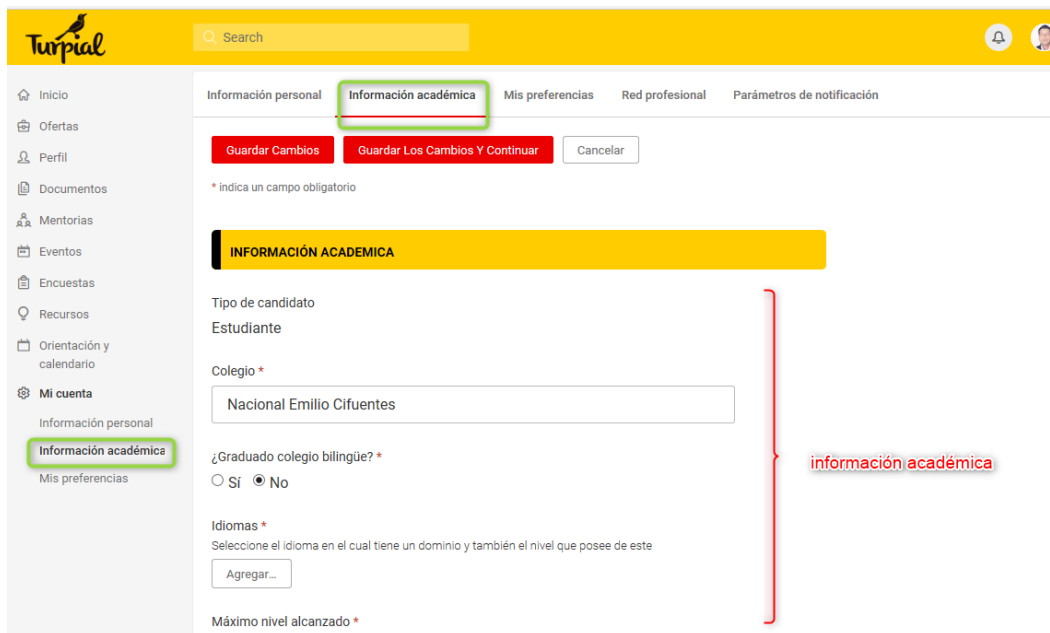 Turpial
Search
Inicio
Ofertas
Perfil
Documentos
Mentorias
Eventos
Encuestas
Recursos
Orientación y
calendario
Mi cuenta
Información personal
Información académica
Mis preferencias
Información personal Información académica Mis preferencias Red profesional Parámetros de notificación
Guardar Cambios Guardar Los Cambios Y Continuar Cancelar
* indica un campo obligatorio
INFORMACIÓN ACADEMICA
Tipo de candidato
Estudiante
Colegio *
Nacional Emilio Cifuentes
¿Graduado colegio bilingüe? *
Sí No
Idiomas *
Seleccione el idioma en el cual tiene un dominio y también el nivel que posee de este
Agregar...
Máximo nivel alcanzado *
información académica